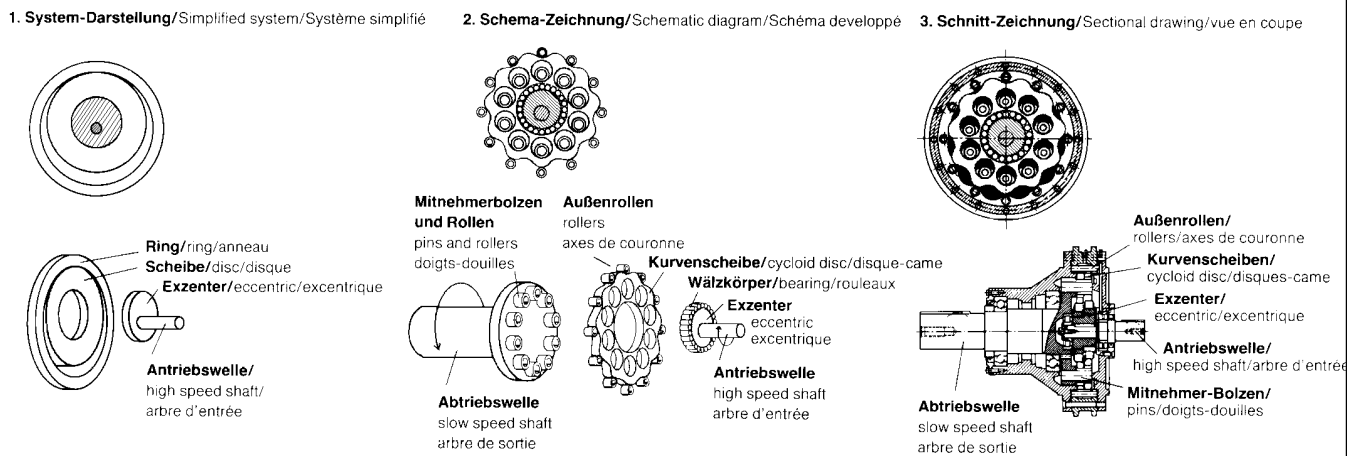 1. System-Darstellung/Simplified system/Système simplifié
2. Schema-Zeichnung/Schematic diagram/Schéma developpé
3. Schnitt-Zeichnung/Sectional drawing/vue en coupe
Ring/ring/anneau
Scheibe/disc/disque
Exzenter/eccentric/excentrique
Antriebswelle/
high speed shaft/
arbre d'entrée
Mitnehmerbolzen
und Rollen
pins and rollers
doigts-douilles
Außenrollen
rollers
axes de couronne
Kurvenscheibe/cycloid disc/disque-came
Wälzkörper/bearing/rouleaux
Exzenter
eccentric
excentrique
Antriebswelle
high speed shaft
arbre d'entrée
Abtriebswelle
slow speed shaft
arbre de sortie
Außenrollen/
rollers/axes de couronne
Kurvenscheiben/
cycloid disc/disques-came
Exzenter/
eccentric/excentrique
Antriebswelle/
high speed shaft/arbre d'entrée
Mitnehmer-Bolzen/
pins/doigts-douilles
Abtriebswelle
slow speed shaft
arbre de sortie